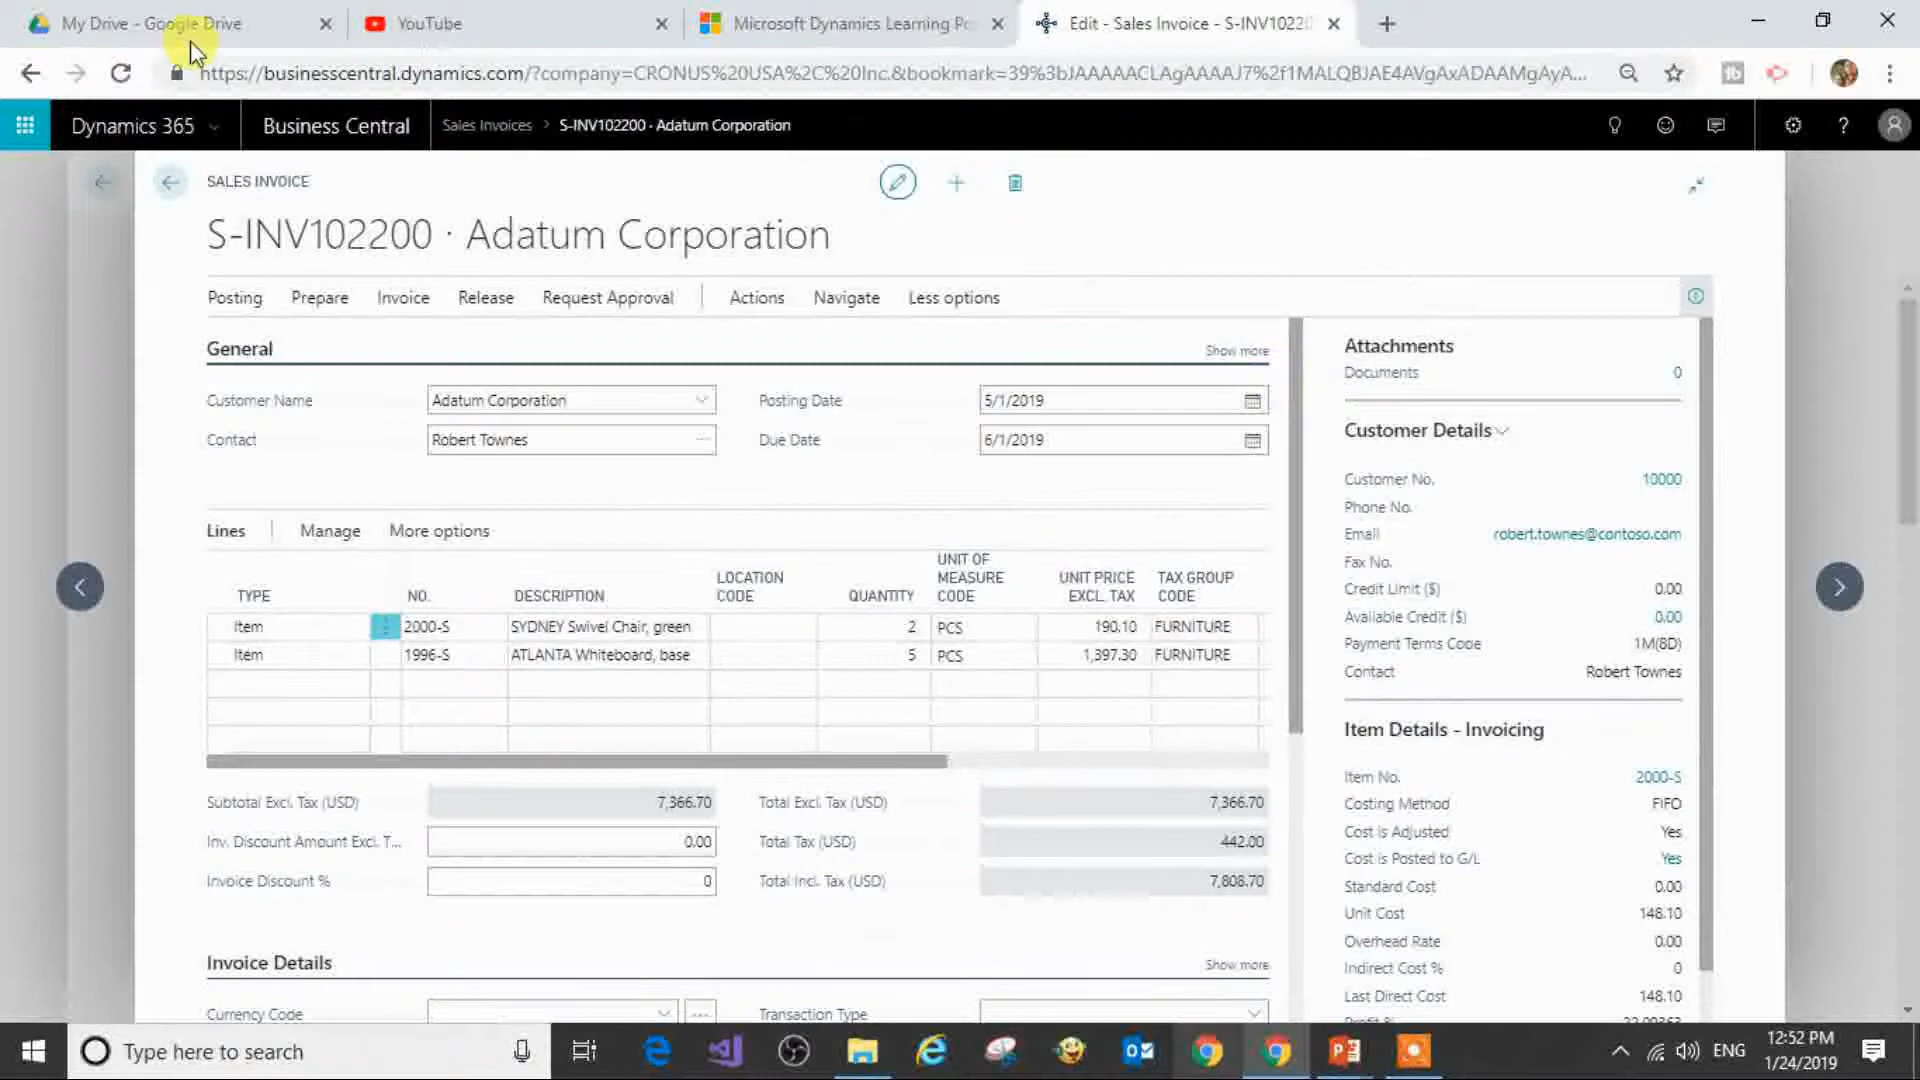 My Drive - Google Drive
YouTube
Microsoft Dynamics Learning Po
Edit - Sales Invoice - S-INV10220
https://businesscentral.dynamics.com/?company=CRONUS%20USA%2C%20Inc.&bookmark=39%3bJAAAAACLAgAAAAJ7%2f1MALQBJAE4AVgAxADAAMgAyA...
Dynamics 365
Business Central
Sales Invoices > S-INV102200 · Adatum Corporation
SALES INVOICE
S-INV102200 · Adatum Corporation
Posting Prepare Invoice Release Request Approval Actions Navigate Less options
General
Show more
Customer Name Adatum Corporation
Posting Date 5/1/2019
Contact Robert Townes
Due Date 6/1/2019
Lines Manage More options
TYPE NO. DESCRIPTION LOCATION CODE QUANTITY UNIT OF MEASURE CODE UNIT PRICE EXCL. TAX TAX GROUP CODE
Item 2000-S SYDNEY Swivel Chair, green 2 PCS 190.10 FURNITURE
Item 1996-S ATLANTA Whiteboard, base 5 PCS 1,397.30 FURNITURE
Subtotal Excl. Tax (USD) 7,366.70
Total Excl. Tax (USD) 7,366.70
Inv. Discount Amount Excl. T... 0.00
Total Tax (USD) 442.00
Invoice Discount % 0
Total Incl. Tax (USD) 7,808.70
Invoice Details
Show more
Currency Code
Transaction Type
Attachments
Documents 0
Customer Details
Customer No. 10000
Phone No.
Email robert.townes@contoso.com
Fax No.
Credit Limit ($) 0.00
Available Credit ($) 0.00
Payment Terms Code 1M(8D)
Contact Robert Townes
Item Details - Invoicing
Item No. 2000-S
Costing Method FIFO
Cost is Adjusted Yes
Cost is Posted to G/L Yes
Standard Cost 0.00
Unit Cost 148.10
Overhead Rate 0.00
Indirect Cost % 0
Last Direct Cost 148.10
Type here to search
ENG
12:52 PM
1/24/2019